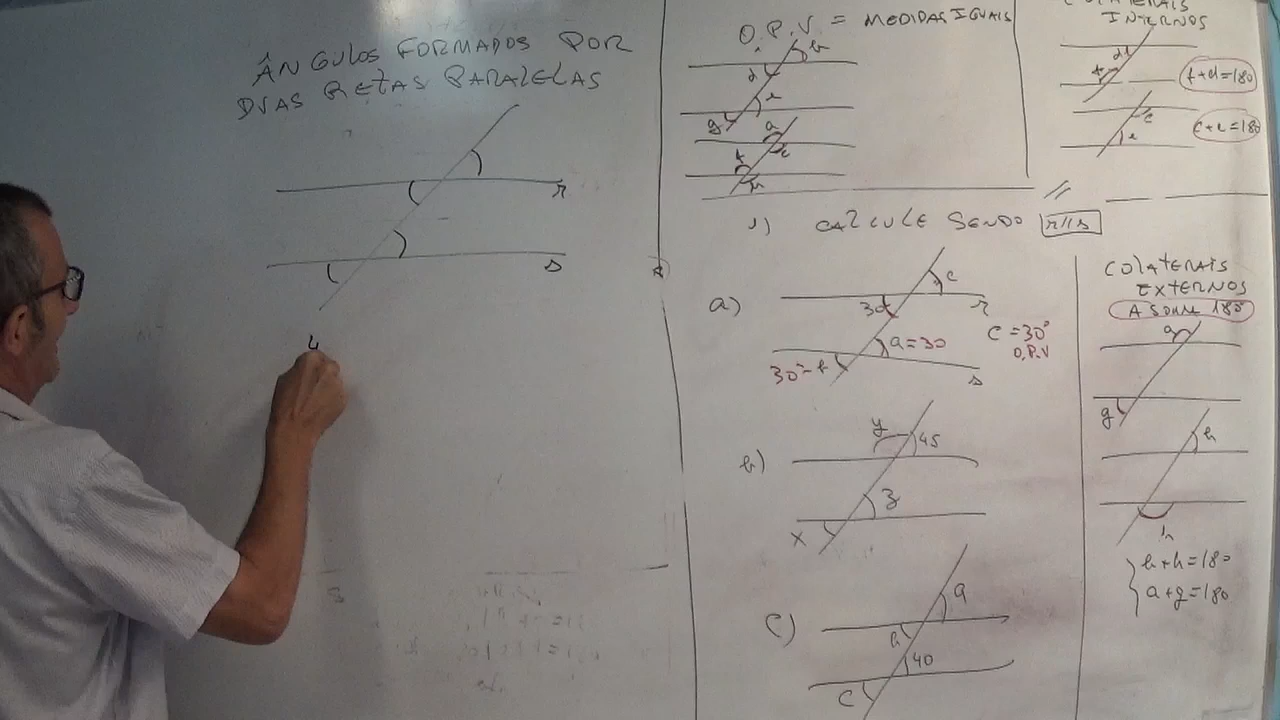 ÂNGULOS FORMADOS POR
DUAS RETAS PARALELAS
r
s
4
O.P.V = MEDIDAS IGUAIS
b
d
e
g
a
c
f
h
INTERNOS
d
f
f+d=180
c
e
c+e=180
1) CALCULE SENDO r//s
a)
c
30
r
a=30
30°=b
s
c=30°
O.P.V
b)
y
45
z
x
c)
a
b
40
c
COLATERAIS
EXTERNOS
A SOMA 180°
a
g
b
h
b+h=180
a+g=180